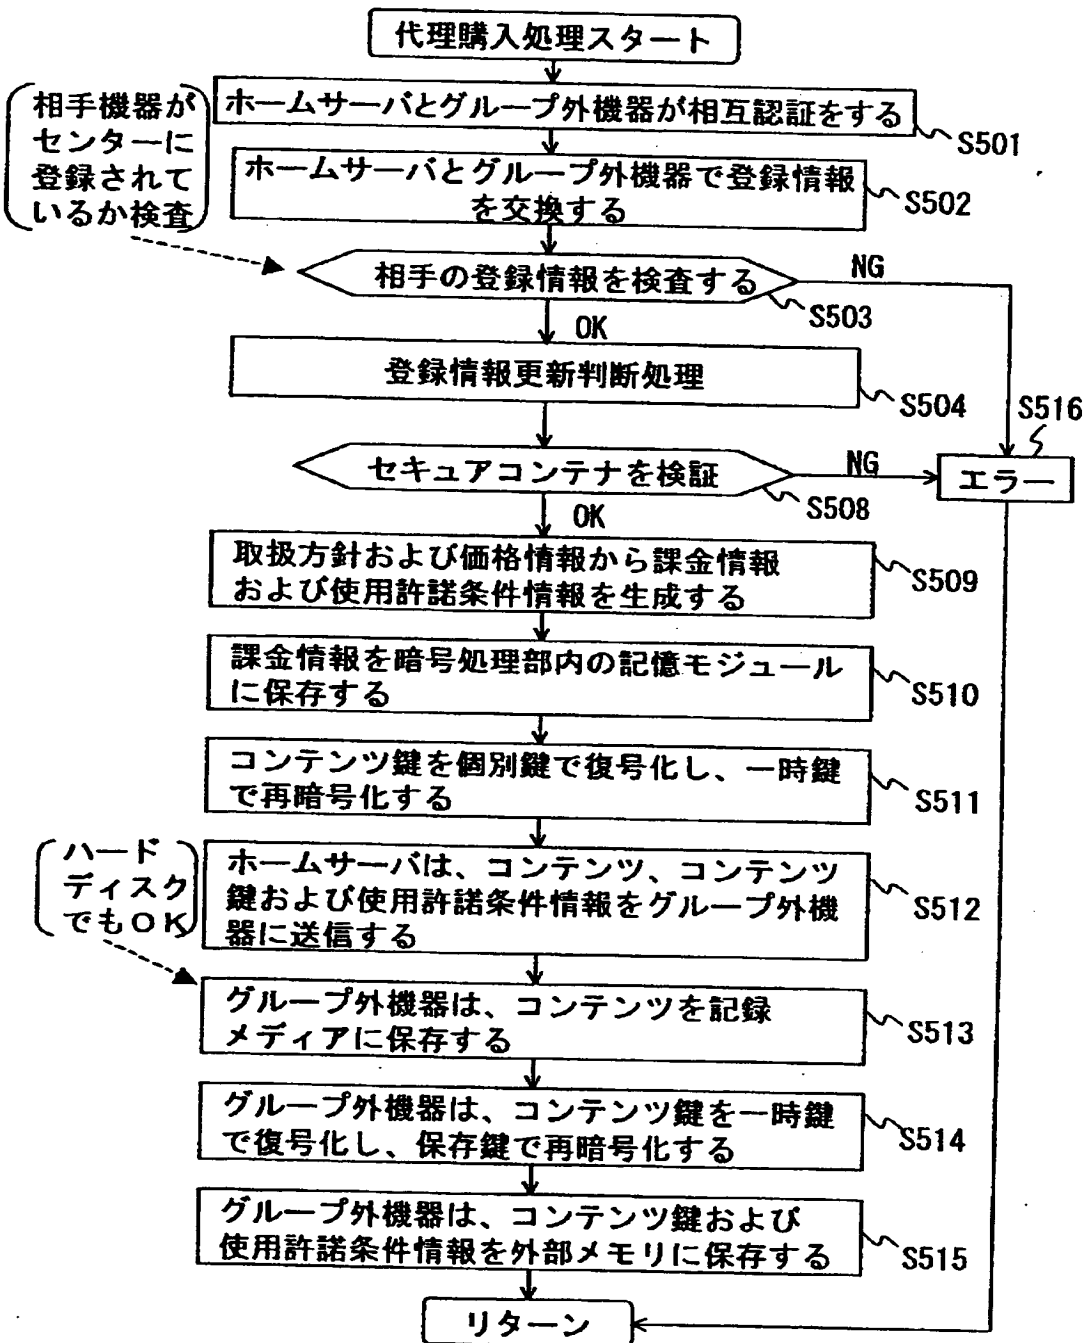 代理購入処理スタート
相手機器が
センターに
登録されて
いるか検査
ホームサーバとグループ外機器が相互認証をする
S501
ホームサーバとグループ外機器で登録情報
を交換する
S502
相手の登録情報を検査する
NG
S503
OK
登録情報更新判断処理
S504
S516
セキュアコンテナを検証
NG
エラー
S508
OK
取扱方針および価格情報から課金情報
および使用許諾条件情報を生成する
S509
課金情報を暗号処理部内の記憶モジュール
に保存する
S510
コンテンツ鍵を個別鍵で復号化し、一時鍵
で再暗号化する
S511
ハード
ディスク
でもOK
ホームサーバは、コンテンツ、コンテンツ
鍵および使用許諾条件情報をグループ外機
器に送信する
S512
グループ外機器は、コンテンツを記録
メディアに保存する
S513
グループ外機器は、コンテンツ鍵を一時鍵
で復号化し、保存鍵で再暗号化する
S514
グループ外機器は、コンテンツ鍵および
使用許諾条件情報を外部メモリに保存する
S515
リターン